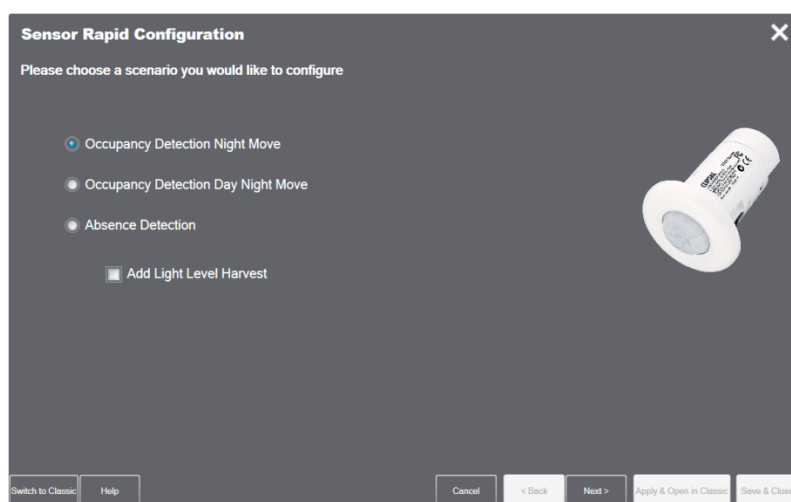 Sensor Rapid Configuration
Please choose a scenario you would like to configure
Occupancy Detection Night Move
Occupancy Detection Day Night Move
Absence Detection
Add Light Level Harvest
CLIPSAL
Switch to Classic
Help
Cancel
< Back
Next >
Apply & Open in Classic
Save & Close